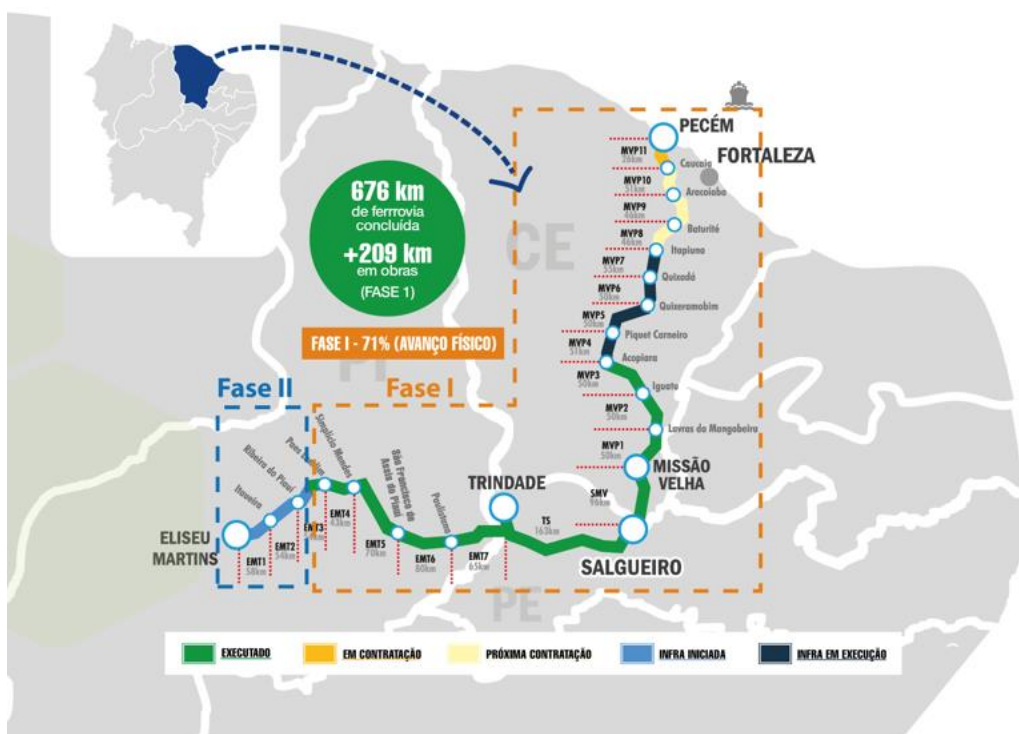 PECÉM
FORTALEZA
MVP11
26km
Caucaia
MVP10
51km
Aracoiaba
MVP9
46km
Baturité
MVP8
46km
Itapiuna
MVP7
55km
Quixadá
MVP6
50km
Quixeramobim
MVP5
50km
Piquet Carneiro
MVP4
51km
Acopiara
MVP3
50km
Iguatu
MVP2
50km
Lavras da Mangabeira
MVP1
50km
MISSÃO
VELHA
SMV
96km
SALGUEIRO
CE
PI
PE
676 km
de ferrrovia
concluída
+209 km
em obras
(FASE 1)
FASE I - 71% (AVANÇO FÍSICO)
Fase II
Fase I
ELISEU
MARTINS
Itaueira
Ribeira do Piauí
Paes
Simplício Mendes
São Francisco de
Assis do Piauí
Paulistana
TRINDADE
EMT1
58km
EMT2
54km
EMT3
EMT4
43km
EMT5
70km
EMT6
80km
EMT7
65km
TS
163km
EXECUTADO
EM CONTRATAÇÃO
PRÓXIMA CONTRATAÇÃO
INFRA INICIADA
INFRA EM EXECUÇÃO